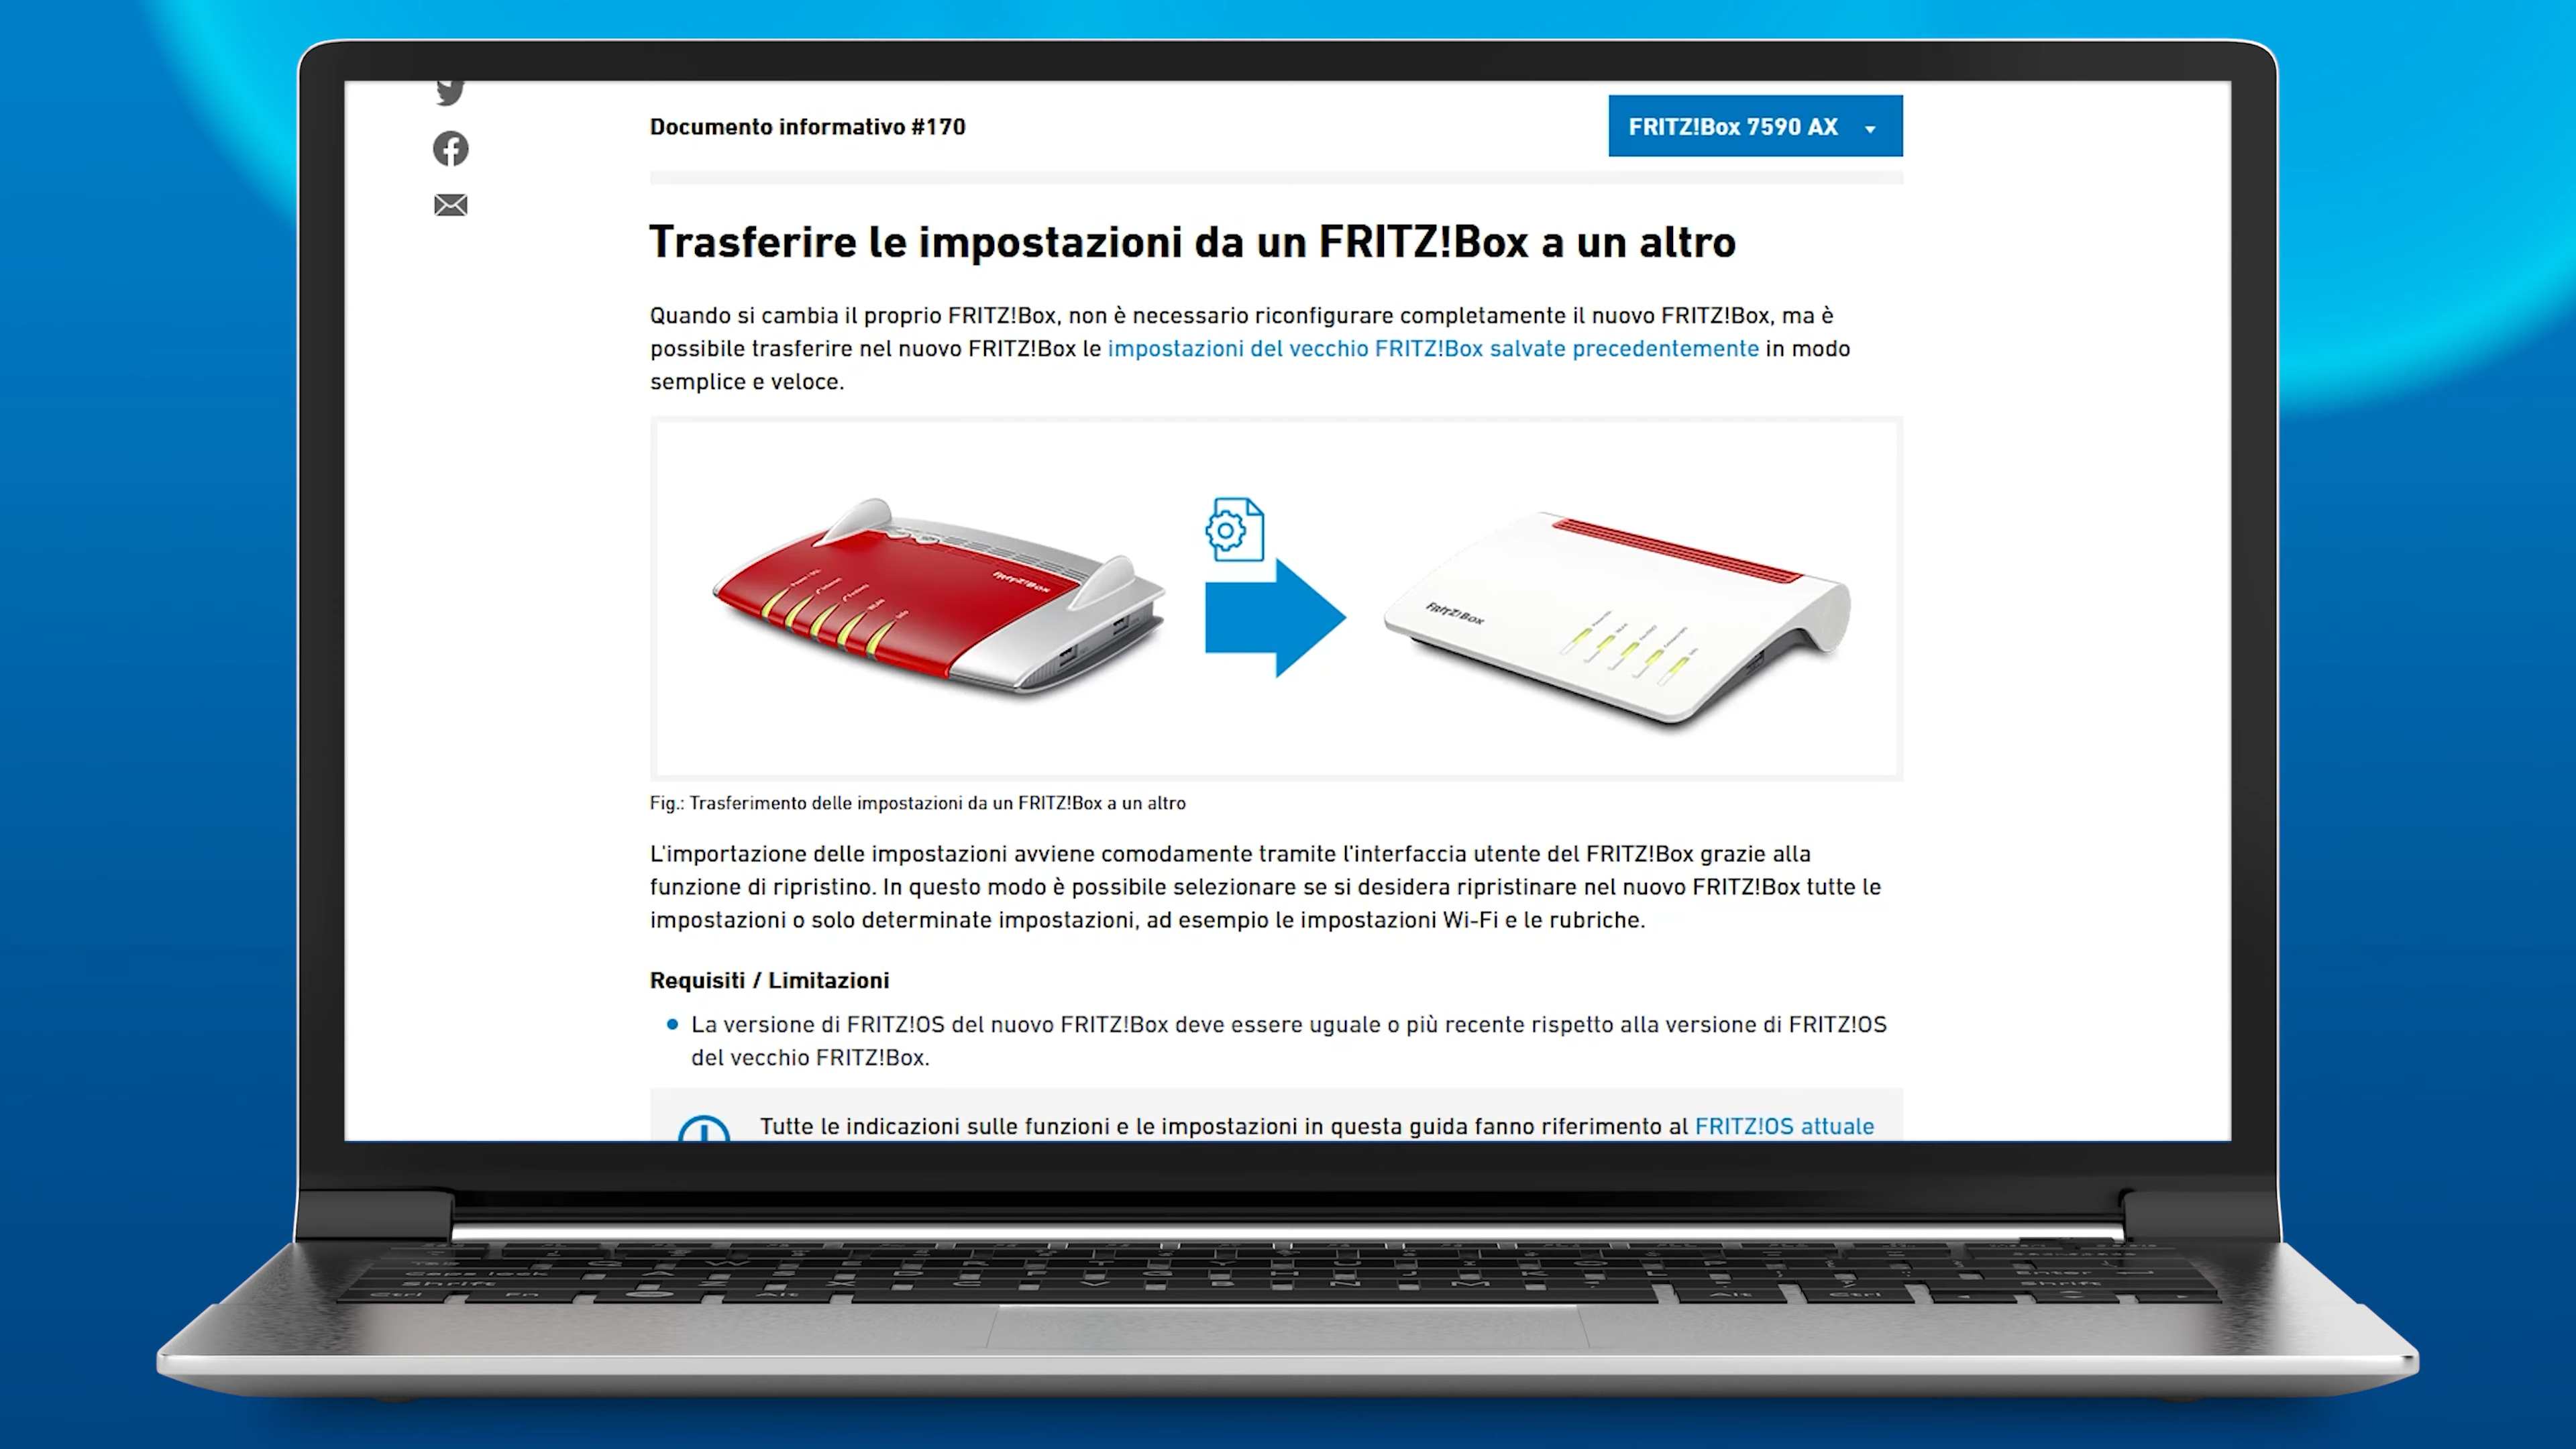 Documento informativo #170
FRITZ!Box 7590 AX
Trasferire le impostazioni da un FRITZ!Box a un altro
Quando si cambia il proprio FRITZ!Box, non è necessario riconfigurare completamente il nuovo FRITZ!Box, ma è
possibile trasferire nel nuovo FRITZ!Box le impostazioni del vecchio FRITZ!Box salvate precedentemente in modo
semplice e veloce.
FRITZ!Box
FRITZ!Box
Fig.: Trasferimento delle impostazioni da un FRITZ!Box a un altro
L'importazione delle impostazioni avviene comodamente tramite l'interfaccia utente del FRITZ!Box grazie alla
funzione di ripristino. In questo modo è possibile selezionare se si desidera ripristinare nel nuovo FRITZ!Box tutte le
impostazioni o solo determinate impostazioni, ad esempio le impostazioni Wi-Fi e le rubriche.
Requisiti / Limitazioni
La versione di FRITZ!OS del nuovo FRITZ!Box deve essere uguale o più recente rispetto alla versione di FRITZ!OS
del vecchio FRITZ!Box.
Tutte le indicazioni sulle funzioni e le impostazioni in questa guida fanno riferimento al FRITZ!OS attuale